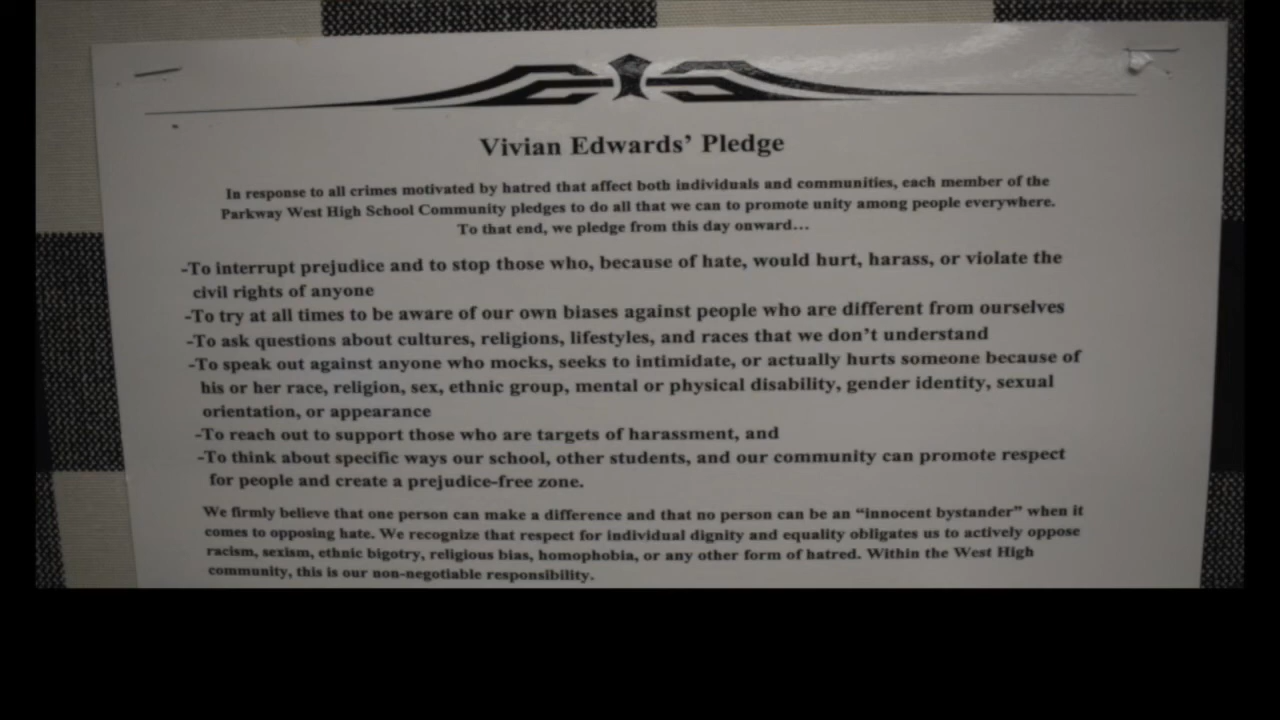 Vivian Edwards’ Pledge
In response to all crimes motivated by hatred that affect both individuals and communities, each member of the
Parkway West High School Community pledges to do all that we can to promote unity among people everywhere.
To that end, we pledge from this day onward…
-To interrupt prejudice and to stop those who, because of hate, would hurt, harass, or violate the
civil rights of anyone
-To try at all times to be aware of our own biases against people who are different from ourselves
-To ask questions about cultures, religions, lifestyles, and races that we don’t understand
-To speak out against anyone who mocks, seeks to intimidate, or actually hurts someone because of
his or her race, religion, sex, ethnic group, mental or physical disability, gender identity, sexual
orientation, or appearance
-To reach out to support those who are targets of harassment, and
-To think about specific ways our school, other students, and our community can promote respect
for people and create a prejudice-free zone.
We firmly believe that one person can make a difference and that no person can be an “innocent bystander” when it
comes to opposing hate. We recognize that respect for individual dignity and equality obligates us to actively oppose
racism, sexism, ethnic bigotry, religious bias, homophobia, or any other form of hatred. Within the West High
community, this is our non-negotiable responsibility.